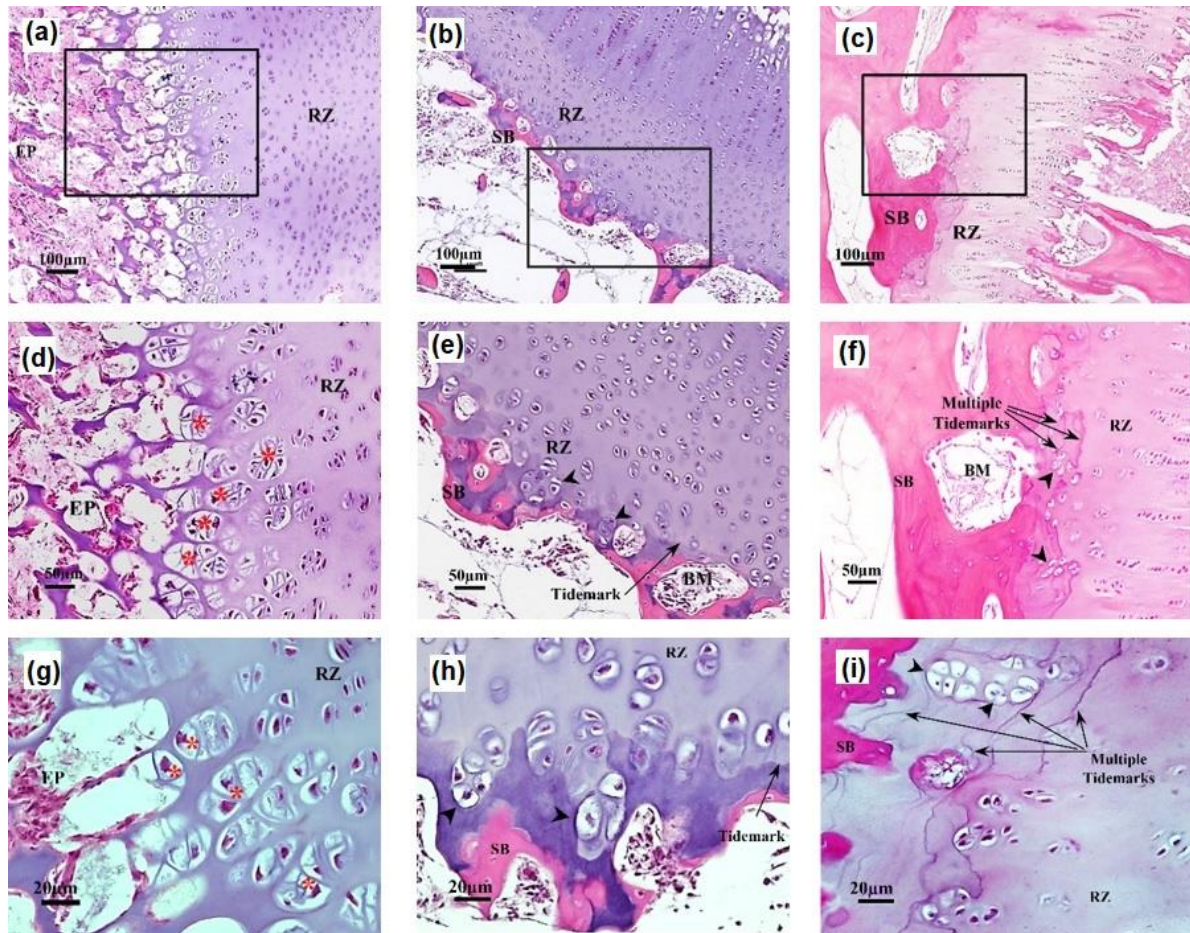 (a)
RZ
EP
100µm
(b)
RZ
SB
100µm
(c)
SB
RZ
100µm
(d)
RZ
EP
50µm
(e)
RZ
SB
BM
Tidemark
50µm
(f)
Multiple
Tidemarks
RZ
BM
SB
50µm
(g)
RZ
EP
20µm
(h)
RZ
Tidemark
SB
20µm
(i)
SB
Multiple
Tidemarks
20µm
RZ